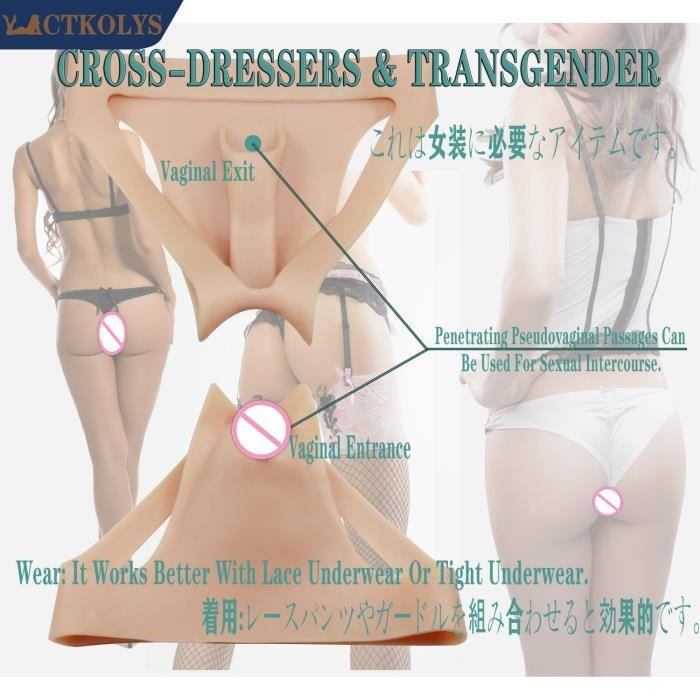 CTKOLYS
CROSS-DRESSERS & TRANSGENDER
これは女装に必要なアイテムです。
Vaginal Exit
Penetrating Pseudovaginal Passages Can
Be Used For Sexual Intercourse.
Vaginal Entrance
Wear: It Works Better With Lace Underwear Or Tight Underwear.
着用:レースパンツやガードルを組み合わせると効果的です。